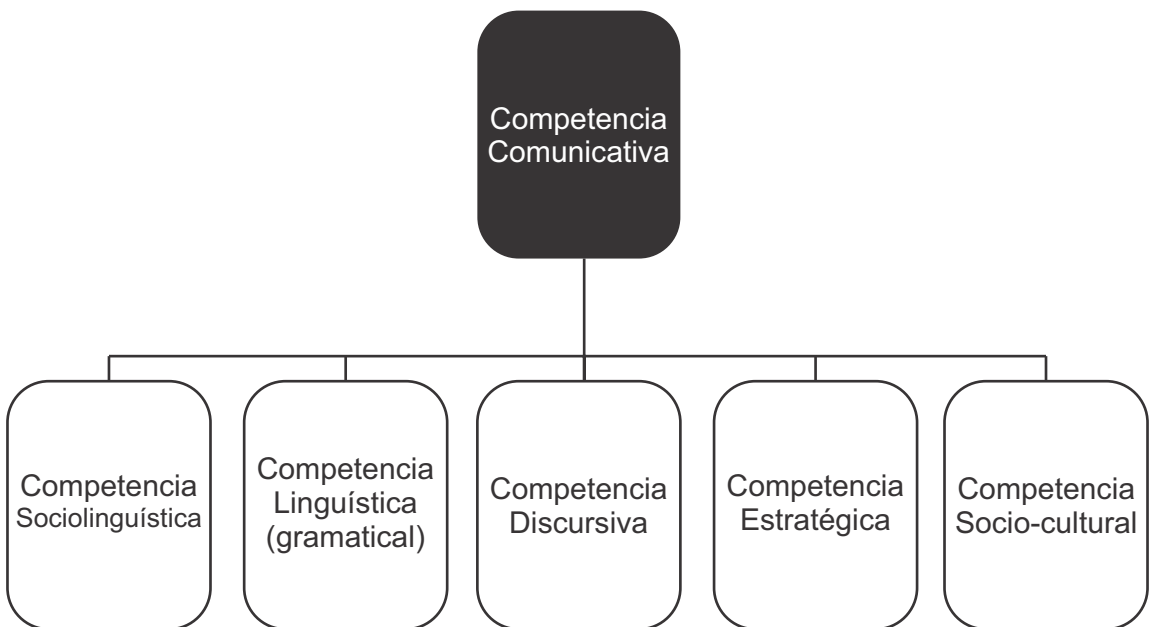 Competencia
Comunicativa
Competencia
Sociolinguística
Competencia
Linguística
(gramatical)
Competencia
Discursiva
Competencia
Estratégica
Competencia
Socio-cultural